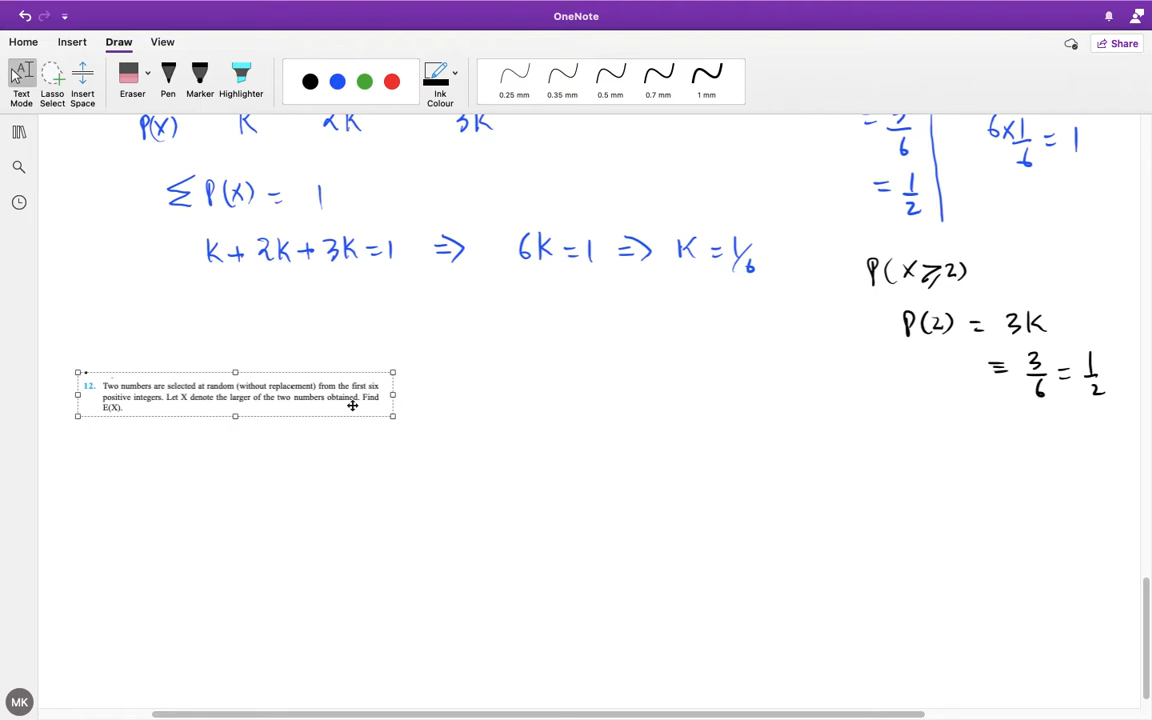 OneNote
Home Insert Draw View
Share
Text Mode
Lasso Select
Insert Space
Eraser
Pen
Marker
Highlighter
Ink Colour
0.25 mm
0.35 mm
0.5 mm
0.7 mm
1 mm
P(X) K 2K 3K
= 3/6
= 1/2
6×1/6 = 1
Σ P(X) = 1
K + 2K + 3K = 1 => 6K = 1 => K = 1/6
P(X ⩾ 2)
P(2) = 3K
= 3/6 = 1/2
12. Two numbers are selected at random (without replacement) from the first six
positive integers. Let X denote the larger of the two numbers obtained. Find
E(X).
MK